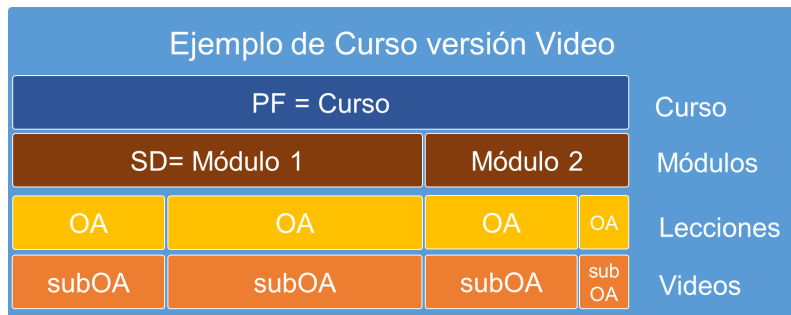 Ejemplo de Curso versión Video
PF = Curso
Curso
SD= Módulo 1
Módulo 2
Módulos
OA
OA
OA
OA
Lecciones
subOA
subOA
subOA
sub
OA
Videos